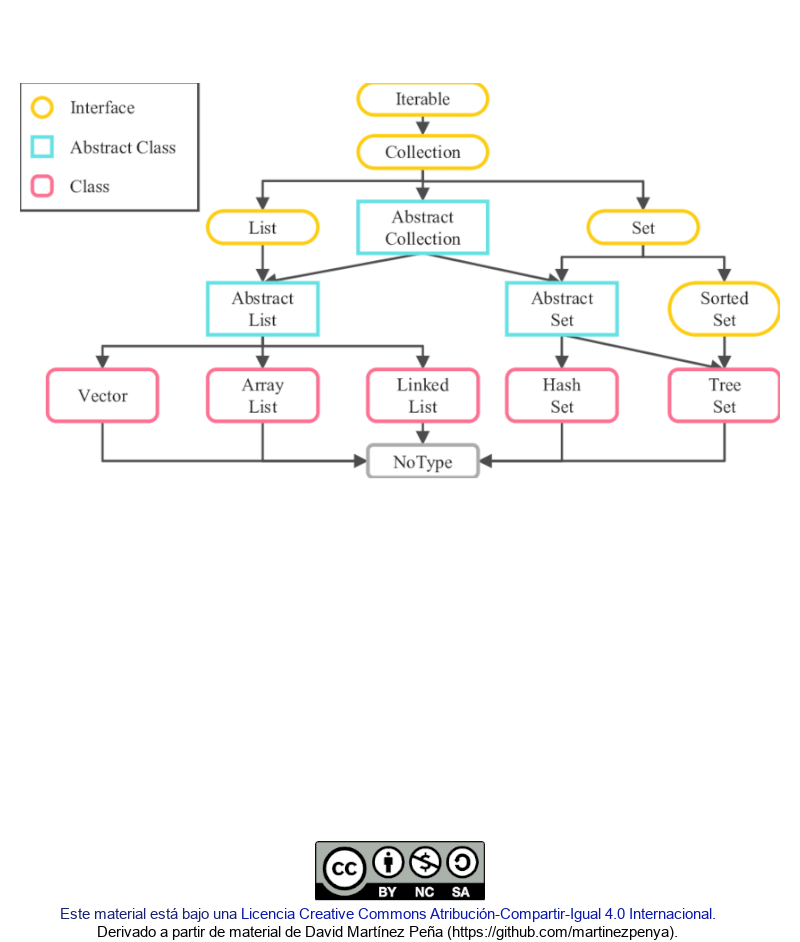 Interface
Abstract Class
Class
Iterable
Collection
List
Abstract
Collection
Set
Abstract
List
Abstract
Set
Sorted
Set
Vector
Array
List
Linked
List
Hash
Set
Tree
Set
NoType
cc
BY NC SA
Este material está bajo una Licencia Creative Commons Atribución-Compartir-Igual 4.0 Internacional.
Derivado a partir de material de David Martínez Peña (https://github.com/martinezpenya).